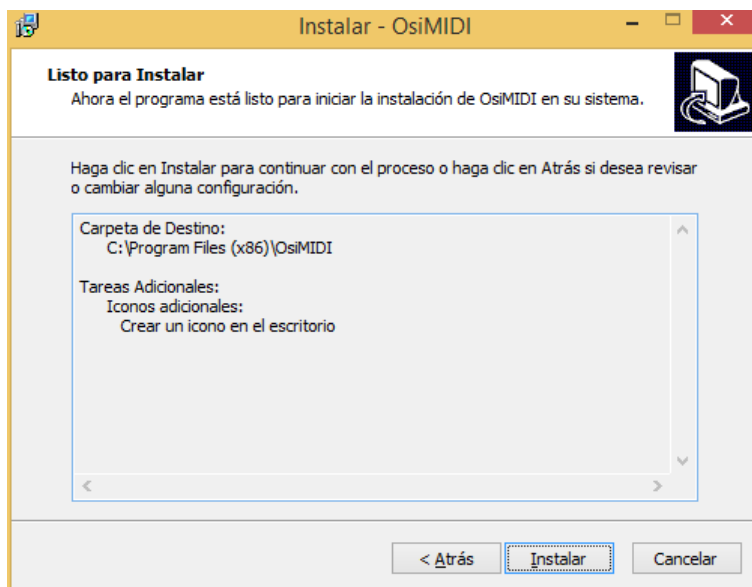 Instalar - OsiMIDI
Listo para Instalar
Ahora el programa está listo para iniciar la instalación de OsiMIDI en su sistema.
Haga clic en Instalar para continuar con el proceso o haga clic en Atrás si desea revisar
o cambiar alguna configuración.
Carpeta de Destino:
C:\Program Files (x86)\OsiMIDI
Tareas Adicionales:
Iconos adicionales:
Crear un icono en el escritorio
< Atrás Instalar Cancelar